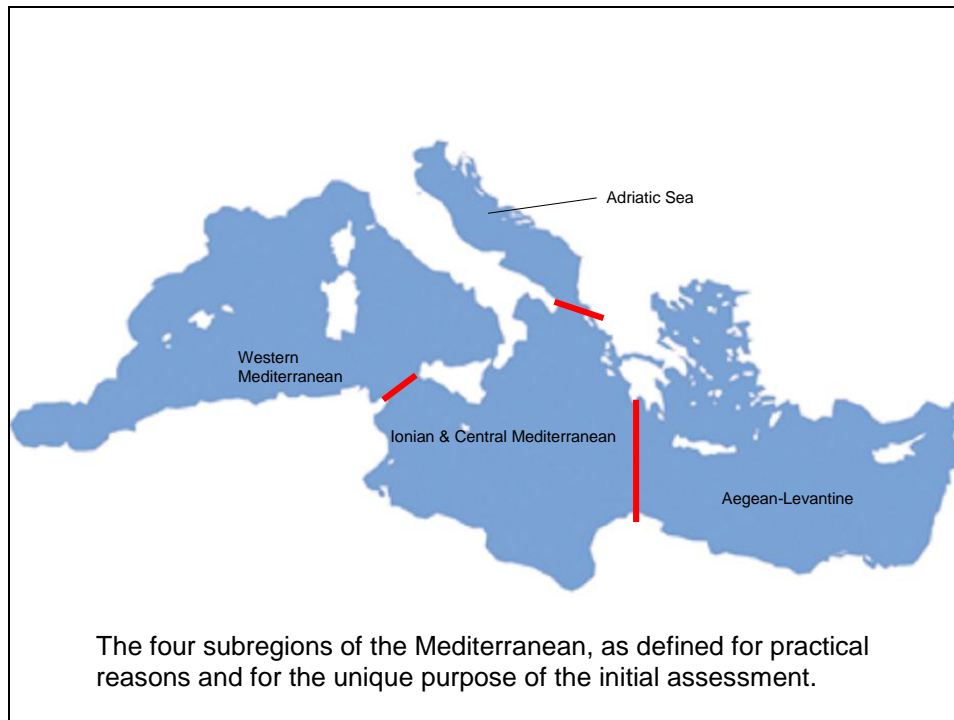 Adriatic Sea
Western
Mediterranean
Ionian & Central Mediterranean
Aegean-Levantine
The four subregions of the Mediterranean, as defined for practical
reasons and for the unique purpose of the initial assessment.